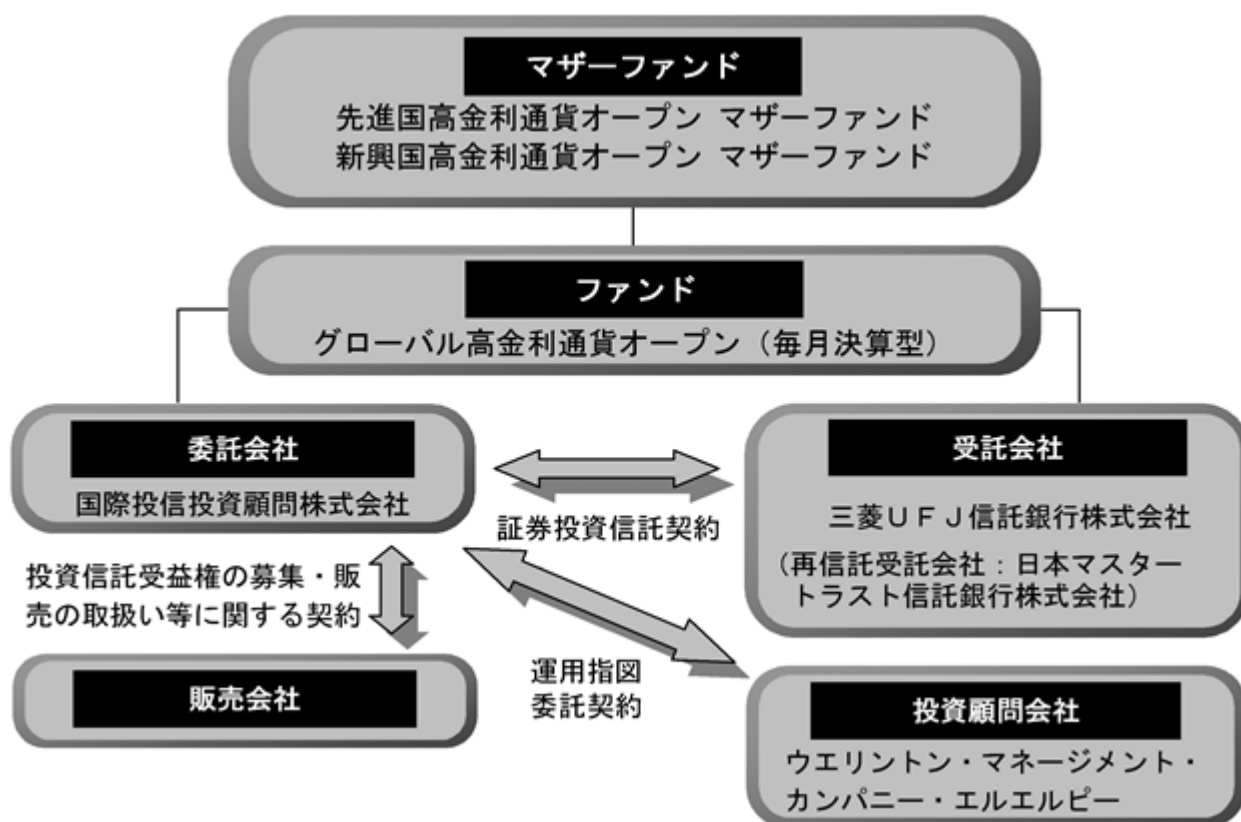 マザーファンド
先進国高金利通貨オープン マザーファンド
新興国高金利通貨オープン マザーファンド
ファンド
グローバル高金利通貨オープン（毎月決算型）
委託会社
国際投信投資顧問株式会社
証券投資信託契約
受託会社
三菱ＵＦＪ信託銀行株式会社
（再信託受託会社：日本マスター
トラスト信託銀行株式会社）
投資信託受益権の募集・販
売の取扱い等に関する契約
販売会社
運用指図
委託契約
投資顧問会社
ウエリントン・マネージメント・
カンパニー・エルエルピー